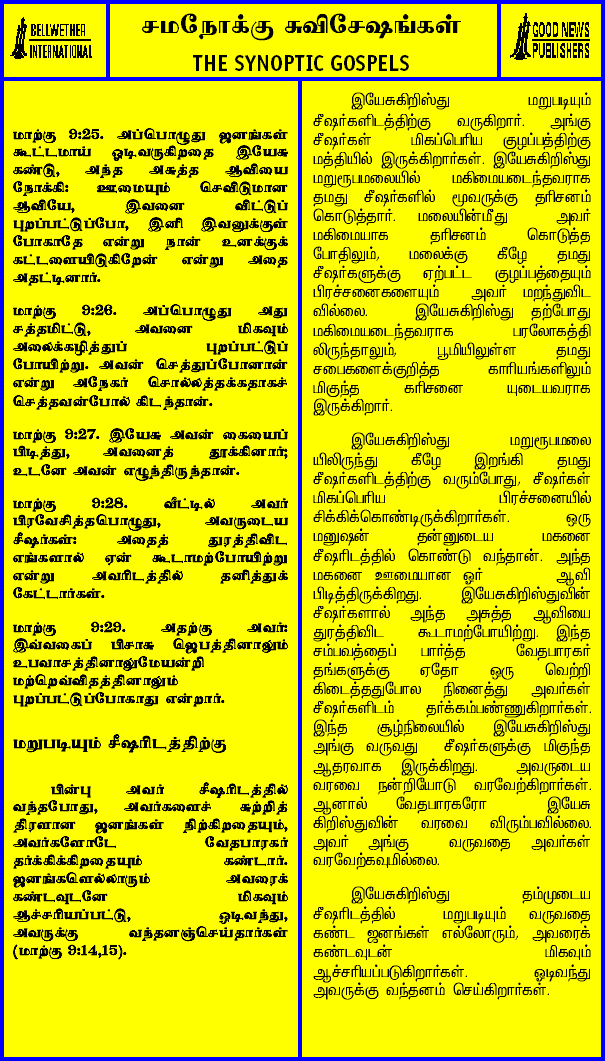 BELLWETHER
INTERNATIONAL
சமநோக்கு சுவிசேஷங்கள்
THE SYNOPTIC GOSPELS
GOOD NEWS
PUBLISHERS
மாற்கு 9:25. அப்பொழுது ஜனங்கள்
கூட்டமாய் ஓடிவருகிறதை இயேசு
கண்டு, அந்த அசுத்த ஆவியை
நோக்கி: ஊமையும் செவிடுமான
ஆவியே, இவனை விட்டுப்
புறப்பட்டுப்போ, இனி இவனுக்குள்
போகாதே என்று நான் உனக்குக்
கட்டளையிடுகிறேன் என்று அதை
அதட்டினார்.
மாற்கு 9:26. அப்பொழுது அது
சத்தமிட்டு, அவனை மிகவும்
அலைக்கழித்துப் புறப்பட்டுப்
போயிற்று. அவன் செத்துப்போனான்
என்று அநேகர் சொல்லத்தக்கதாகச்
செத்தவன்போல் கிடந்தான்.
மாற்கு 9:27. இயேசு அவன் கையைப்
பிடித்து, அவனைத் தூக்கினார்;
உடனே அவன் எழுந்திருந்தான்.
மாற்கு 9:28. வீட்டில் அவர்
பிரவேசித்தபொழுது, அவருடைய
சீஷர்கள்: அதைத் துரத்திவிட
எங்களால் ஏன் கூடாமற்போயிற்று
என்று அவரிடத்தில் தனித்துக்
கேட்டார்கள்.
மாற்கு 9:29. அதற்கு அவர்:
இவ்வகைப் பிசாசு ஜெபத்தினாலும்
உபவாசத்தினாலுமேயன்றி
மற்றெவ்விதத்தினாலும்
புறப்பட்டுப்போகாது என்றார்.
மறுபடியும் சீஷரிடத்திற்கு
பின்பு அவர் சீஷரிடத்தில்
வந்தபோது, அவர்களைச் சுற்றித்
திரளான ஜனங்கள் நிற்கிறதையும்,
அவர்களோடே வேதபாரகர்
தர்க்கிக்கிறதையும் கண்டார்.
ஜனங்களெல்லாரும் அவரைக்
கண்டவுடனே மிகவும்
ஆச்சரியப்பட்டு, ஓடிவந்து,
அவருக்கு வந்தனஞ்செய்தார்கள்
(மாற்கு 9:14,15).
இயேசுகிறிஸ்து மறுபடியும்
சீஷர்களிடத்திற்கு வருகிறார். அங்கு
சீஷர்கள் மிகப்பெரிய குழப்பத்திற்கு
மத்தியில் இருக்கிறார்கள். இயேசுகிறிஸ்து
மறுரூபமலையில் மகிமையடைந்தவராக
தமது சீஷர்களில் மூவருக்கு தரிசனம்
கொடுத்தார். மலையின்மீது அவர்
மகிமையாக தரிசனம் கொடுத்த
போதிலும், மலைக்கு கீழே தமது
சீஷர்களுக்கு ஏற்பட்ட குழப்பத்தையும்
பிரச்சனைகளையும் அவர் மறந்துவிட
வில்லை. இயேசுகிறிஸ்து தற்போது
மகிமையடைந்தவராக பரலோகத்தி
லிருந்தாலும், பூமியிலுள்ள தமது
சபைகளைக்குறித்த காரியங்களிலும்
மிகுந்த கரிசனை யுடையவராக
இருக்கிறார்.
இயேசுகிறிஸ்து மறுரூபமலை
யிலிருந்து கீழே இறங்கி தமது
சீஷர்களிடத்திற்கு வரும்போது, சீஷர்கள்
மிகப்பெரிய பிரச்சனையில்
சிக்கிக்கொண்டிருக்கிறார்கள். ஒரு
மனுஷன் தன்னுடைய மகனை
சீஷரிடத்தில் கொண்டு வந்தான். அந்த
மகனை ஊமையான ஓர் ஆவி
பிடித்திருக்கிறது. இயேசுகிறிஸ்துவின்
சீஷர்களால் அந்த அசுத்த ஆவியை
துரத்திவிட கூடாமற்போயிற்று. இந்த
சம்பவத்தைப் பார்த்த வேதபாரகர்
தங்களுக்கு ஏதோ ஒரு வெற்றி
கிடைத்ததுபோல நினைத்து அவர்கள்
சீஷர்களிடம் தர்க்கம்பண்ணுகிறார்கள்.
இந்த சூழ்நிலையில் இயேசுகிறிஸ்து
அங்கு வருவது சீஷர்களுக்கு மிகுந்த
ஆதரவாக இருக்கிறது. அவருடைய
வரவை நன்றியோடு வரவேற்கிறார்கள்.
ஆனால் வேதபாரகரோ இயேசு
கிறிஸ்துவின் வரவை விரும்பவில்லை.
அவர் அங்கு வருவதை அவர்கள்
வரவேற்கவுமில்லை.
இயேசுகிறிஸ்து தம்முடைய
சீஷரிடத்தில் மறுபடியும் வருவதை
கண்ட ஜனங்கள் எல்லோரும், அவரைக்
கண்டவுடன் மிகவும்
ஆச்சரியப்படுகிறார்கள். ஓடிவந்து
அவருக்கு வந்தனம் செய்கிறார்கள்.